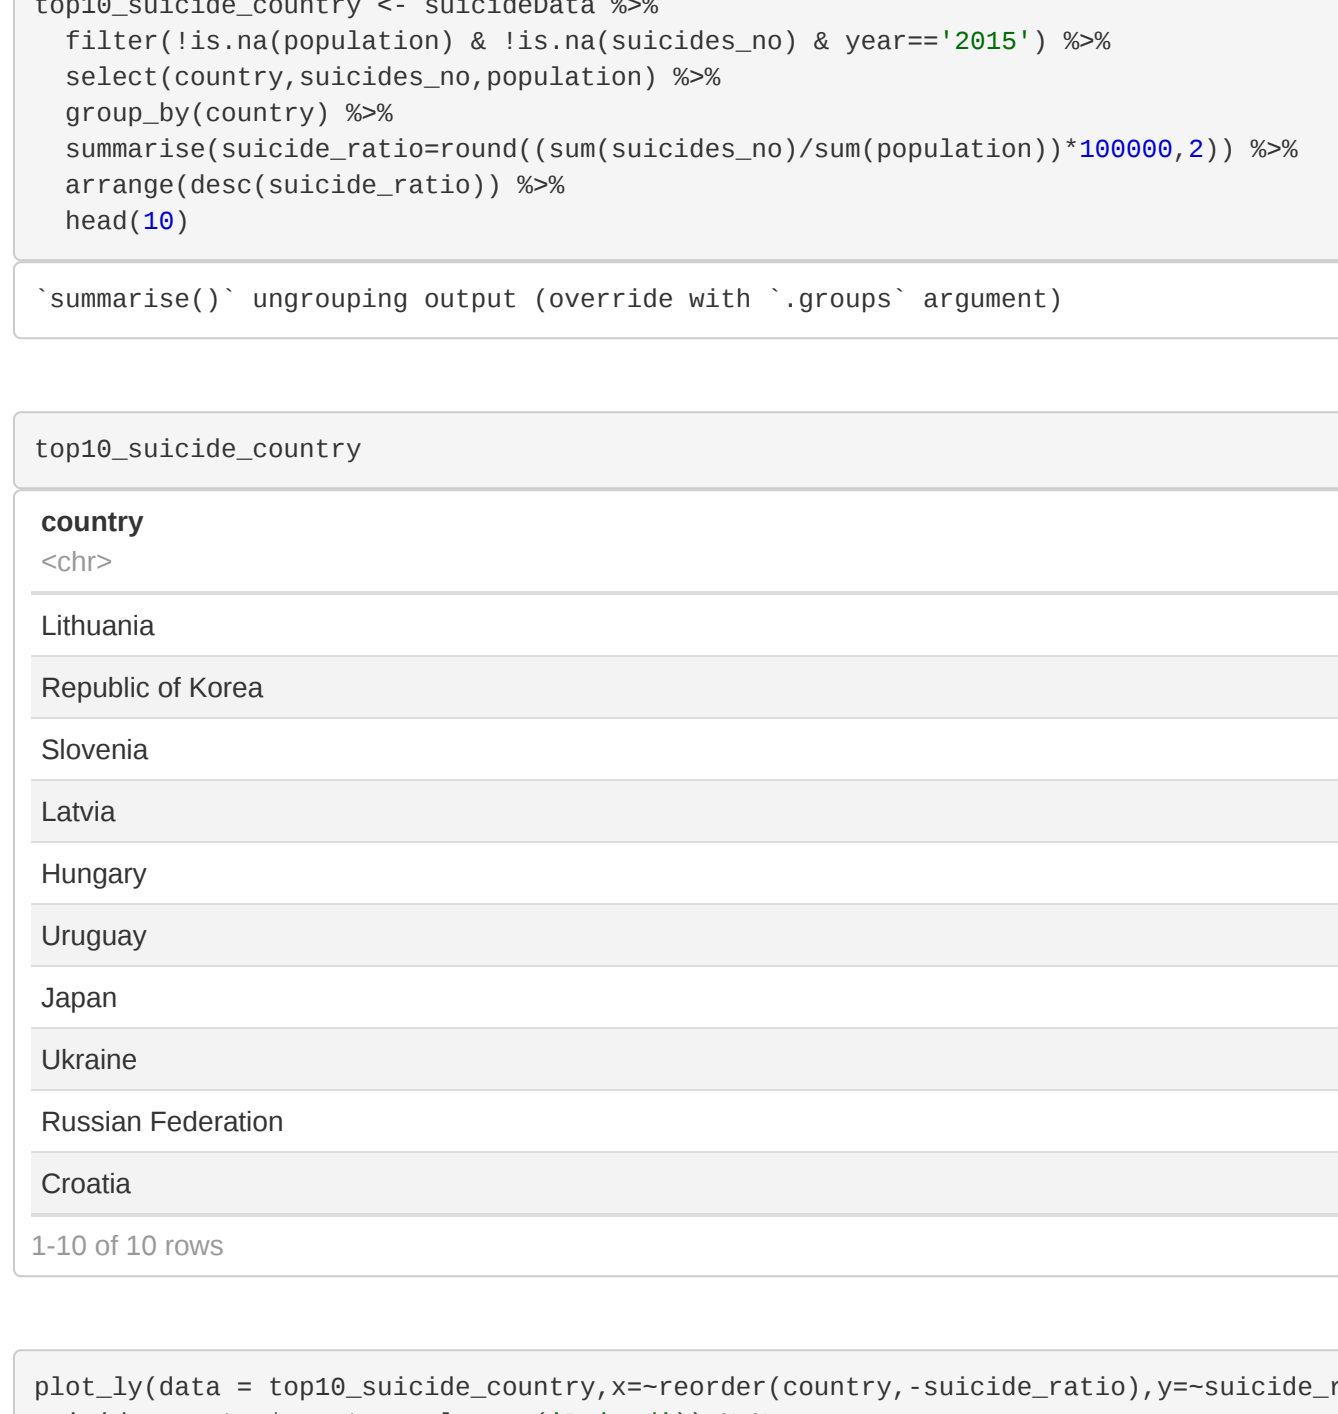 top10_suicide_country <- suicideData %>%
filter(!is.na(population) & !is.na(suicides_no) & year=='2015') %>%
select(country,suicides_no,population) %>%
group_by(country) %>%
summarise(suicide_ratio=round((sum(suicides_no)/sum(population))*100000,2)) %>%
arrange(desc(suicide_ratio)) %>%
head(10)
`summarise()` ungrouping output (override with `.groups` argument)
top10_suicide_country
country
<chr>
Lithuania
Republic of Korea
Slovenia
Latvia
Hungary
Uruguay
Japan
Ukraine
Russian Federation
Croatia
1-10 of 10 rows
plot_ly(data = top10_suicide_country,x=~reorder(country,-suicide_ratio),y=~suicide_r